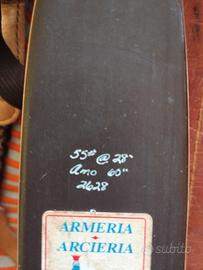 55# @ 28"
Amo 60"
2628
ARMERIA
ARCIERIA
subito